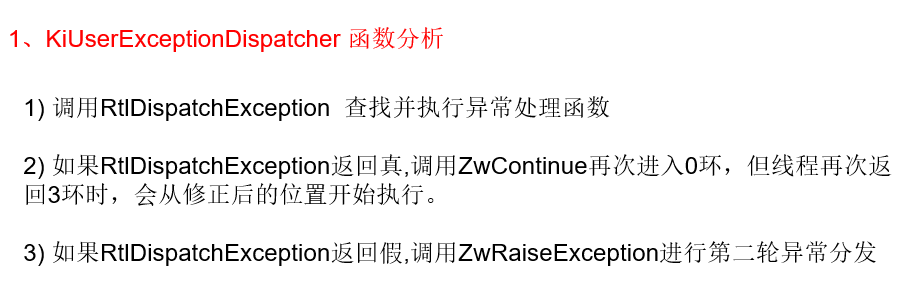 1、KiUserExceptionDispatcher 函数分析
1) 调用RtlDispatchException  查找并执行异常处理函数
2) 如果RtlDispatchException返回真,调用ZwContinue再次进入0环，但线程再次返
回3环时，会从修正后的位置开始执行。
3) 如果RtlDispatchException返回假,调用ZwRaiseException进行第二轮异常分发